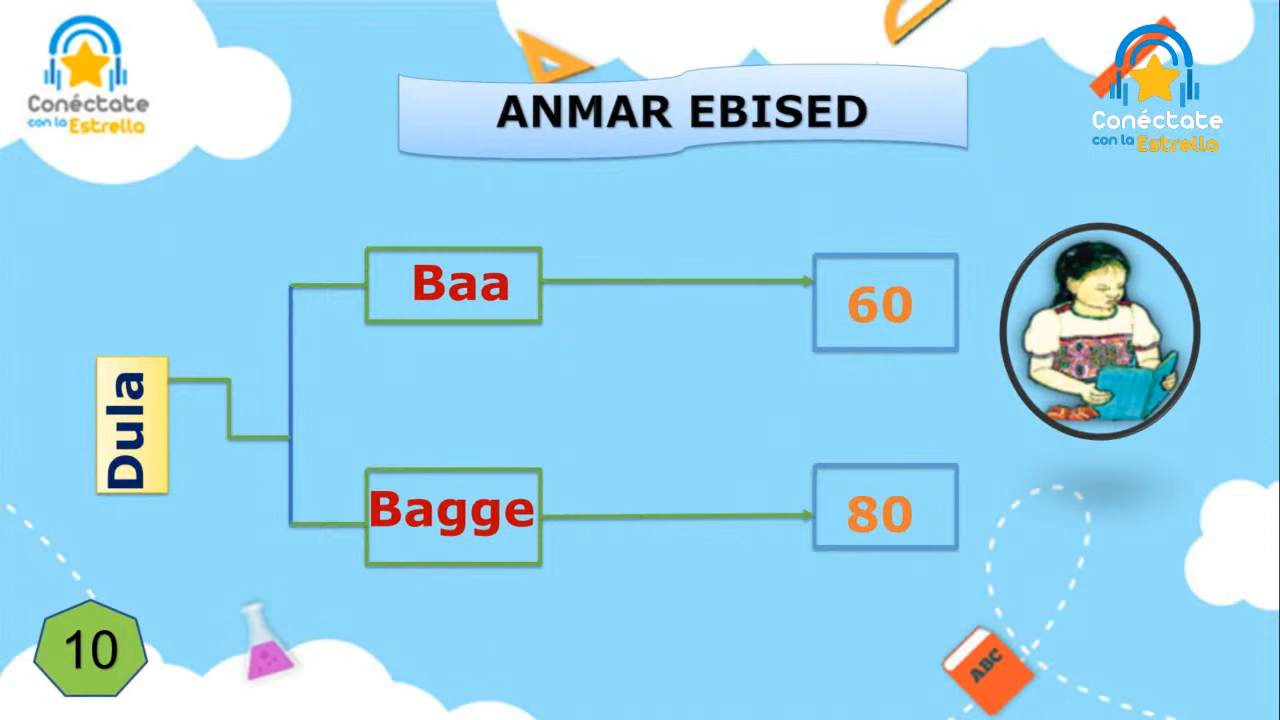 Conéctate
con la Estrella
ANMAR EBISED
Conéctate
con la Estrella
Baa
60
Dula
Bagge
80
10
ABC